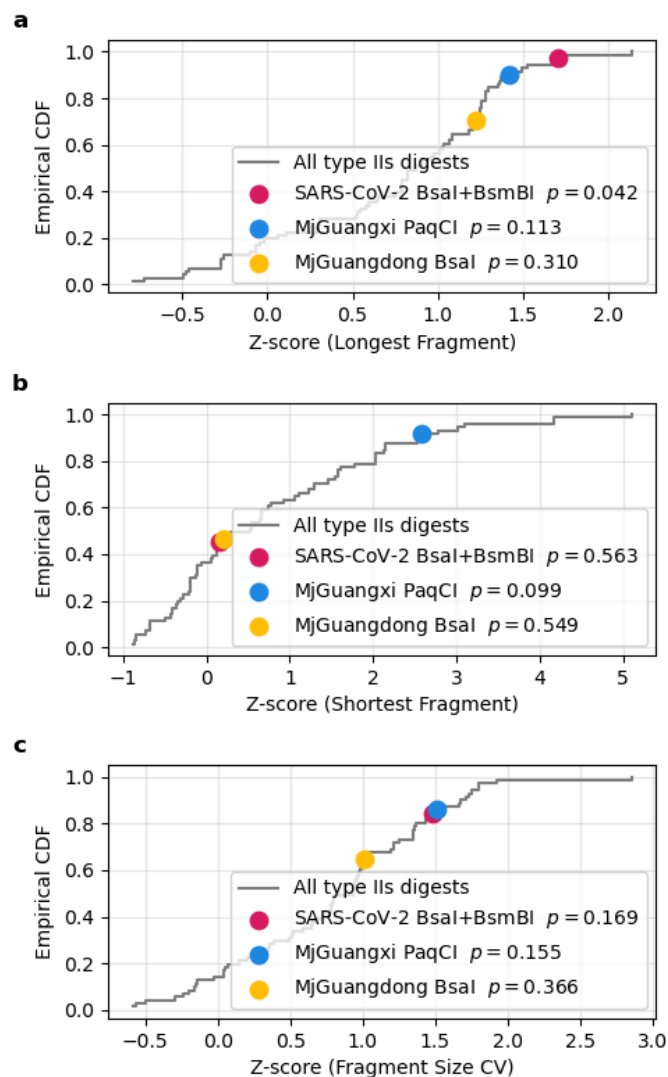 a
1.0
0.8
0.6
0.4
0.2
0.0
Empirical CDF
All type IIs digests
SARS-CoV-2 BsaI+BsmBI p = 0.042
MjGuangxi PaqCI p = 0.113
MjGuangdong BsaI p = 0.310
−0.5 0.0 0.5 1.0 1.5 2.0
Z-score (Longest Fragment)
b
1.0
0.8
0.6
0.4
0.2
0.0
Empirical CDF
All type IIs digests
SARS-CoV-2 BsaI+BsmBI p = 0.563
MjGuangxi PaqCI p = 0.099
MjGuangdong BsaI p = 0.549
−1 0 1 2 3 4 5
Z-score (Shortest Fragment)
c
1.0
0.8
0.6
0.4
0.2
0.0
Empirical CDF
All type IIs digests
SARS-CoV-2 BsaI+BsmBI p = 0.169
MjGuangxi PaqCI p = 0.155
MjGuangdong BsaI p = 0.366
−0.5 0.0 0.5 1.0 1.5 2.0 2.5 3.0
Z-score (Fragment Size CV)